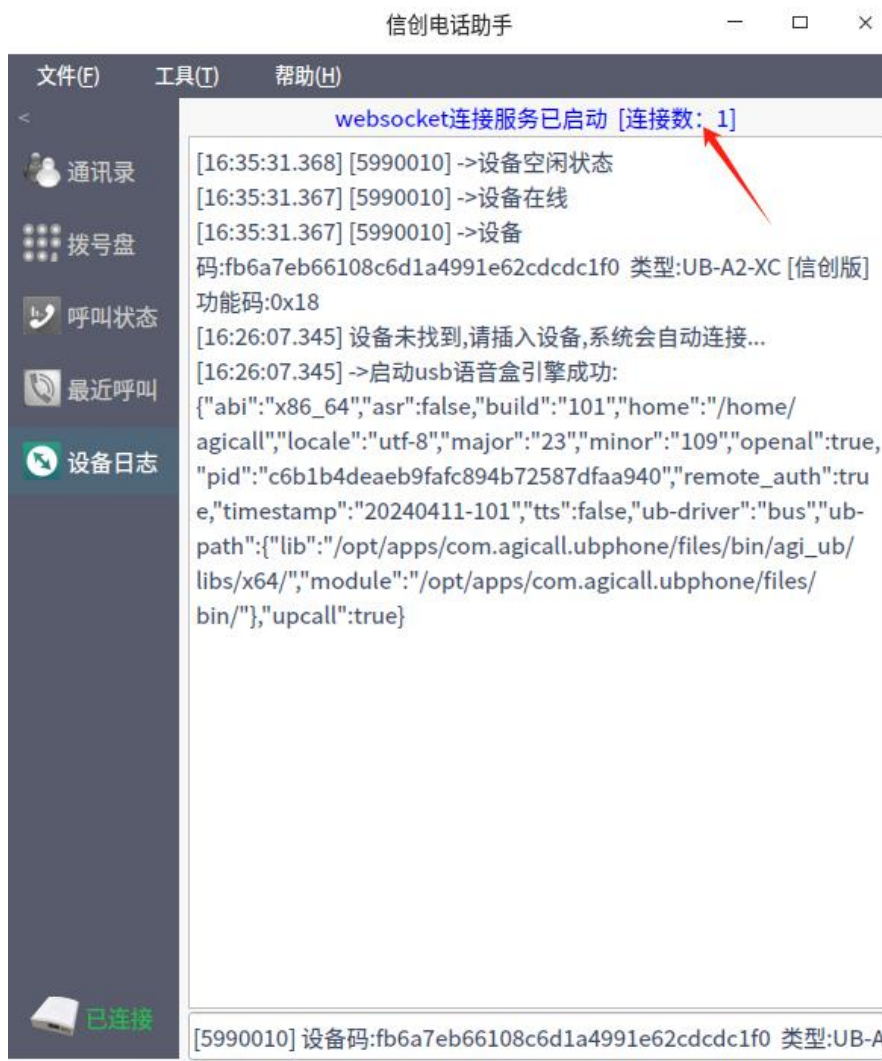 信创电话助手
文件(F) 工具(T) 帮助(H)
<
websocket连接服务已启动 [连接数：1]
通讯录
拨号盘
呼叫状态
最近呼叫
设备日志
[16:35:31.368] [5990010] ->设备空闲状态
[16:35:31.367] [5990010] ->设备在线
[16:35:31.367] [5990010] ->设备
码:fb6a7eb66108c6d1a4991e62cdcdc1f0 类型:UB-A2-XC [信创版]
功能码:0x18
[16:26:07.345] 设备未找到,请插入设备,系统会自动连接...
[16:26:07.345] ->启动usb语音盒引擎成功:
{"abi":"x86_64","asr":false,"build":"101","home":"/home/
agicall","locale":"utf-8","major":"23","minor":"109","openal":true,
"pid":"c6b1b4deaeb9fafc894b72587dfaa940","remote_auth":tru
e,"timestamp":"20240411-101","tts":false,"ub-driver":"bus","ub-
path":{"lib":"/opt/apps/com.agicall.ubphone/files/bin/agi_ub/
libs/x64/","module":"/opt/apps/com.agicall.ubphone/files/
bin/"},"upcall":true}
已连接
[5990010] 设备码:fb6a7eb66108c6d1a4991e62cdcdc1f0 类型:UB-A